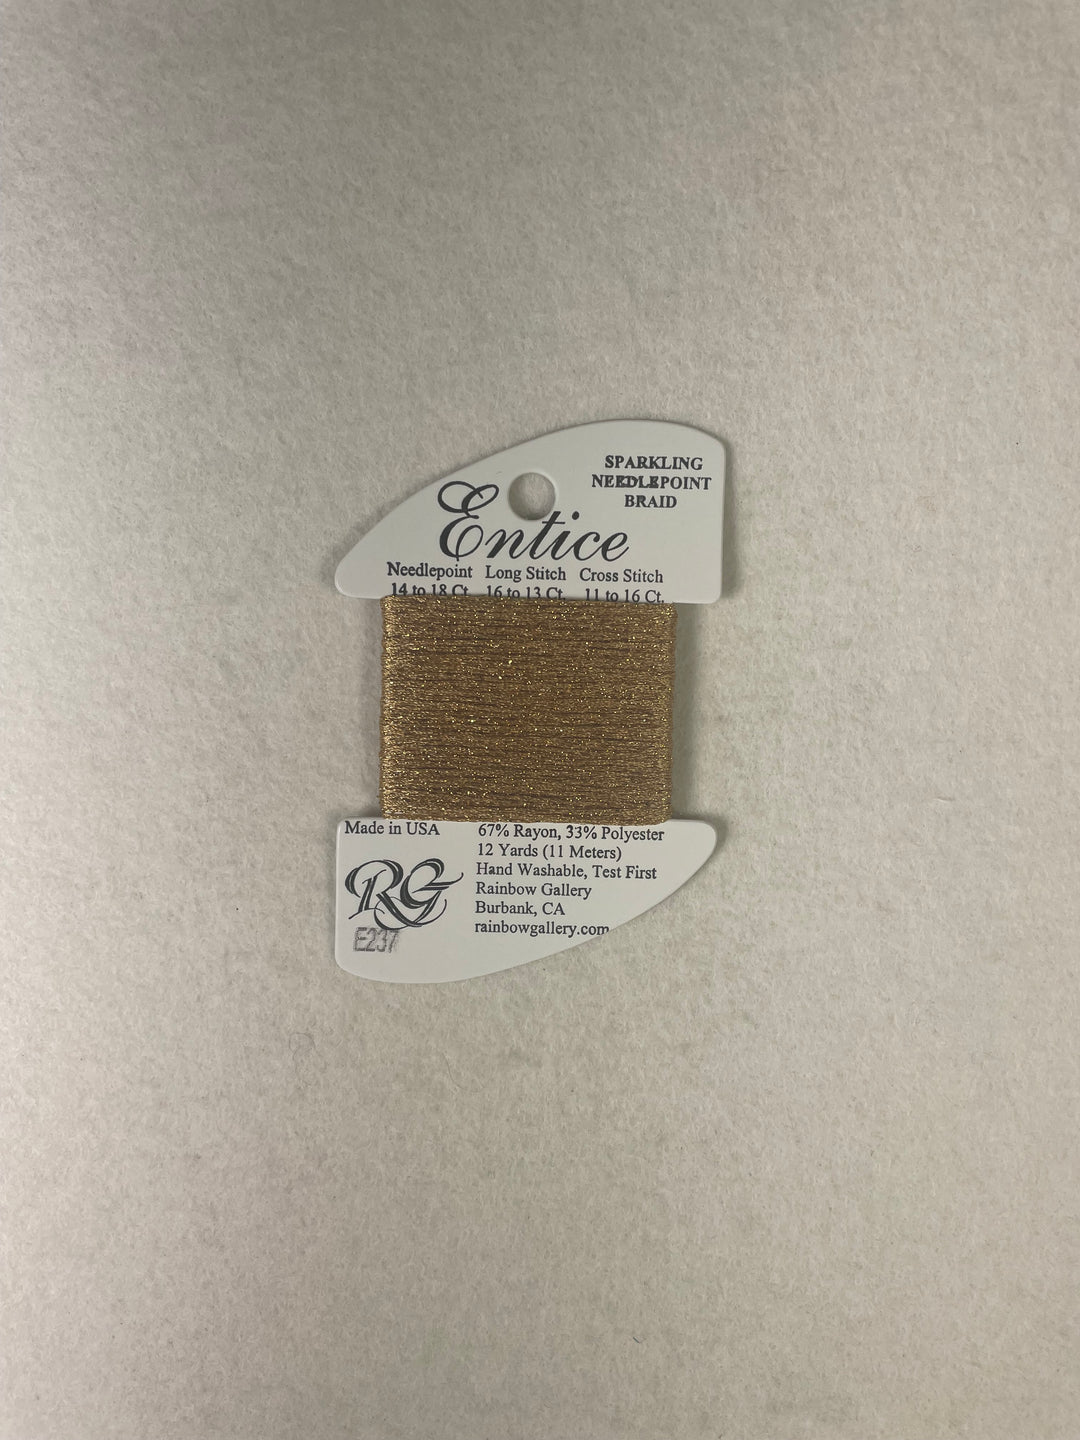 SPARKLING
NEEDLEPOINT
BRAID
Entice
Needlepoint Long Stitch Cross Stitch
14 to 18 Ct. 16 to 13 Ct. 11 to 16 Ct.
Made in USA
RG
E237
67% Rayon, 33% Polyester
12 Yards (11 Meters)
Hand Washable, Test First
Rainbow Gallery
Burbank, CA
rainbowgallery.com